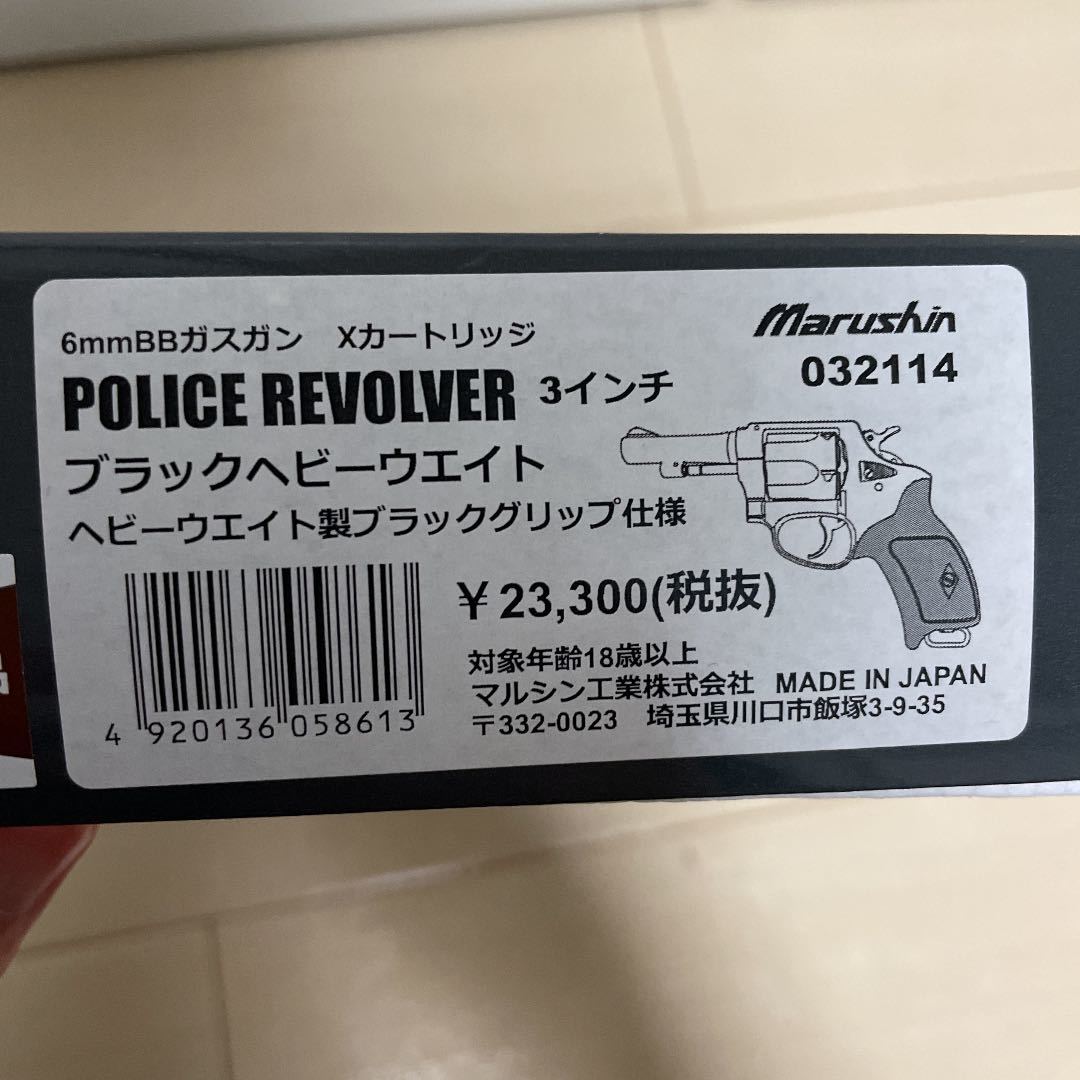 6mmBBガスガン　Xカートリッジ
Marushin
032114
POLICE REVOLVER 3インチ
ブラックヘビーウエイト
ヘビーウエイト製ブラックグリップ仕様
￥23,300(税抜)
対象年齢18歳以上
マルシン工業株式会社 MADE IN JAPAN
〒332-0023 埼玉県川口市飯塚3-9-35
4 920136 058613